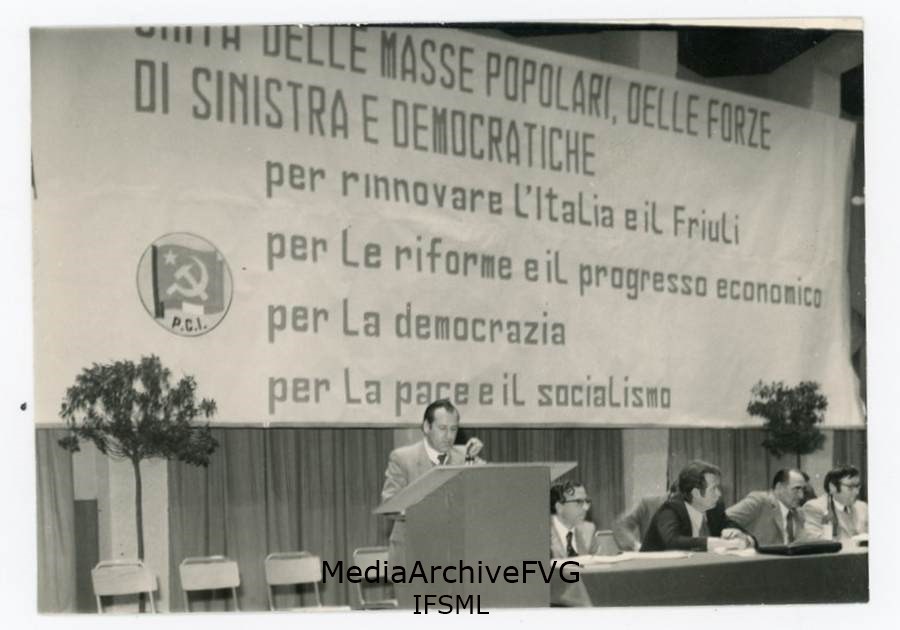 UNITÀ DELLE MASSE POPOLARI, DELLE FORZE
DI SINISTRA E DEMOCRATICHE
per rinnovare l'Italia e il Friuli
per le riforme e il progresso economico
per la democrazia
per la pace e il socialismo
P.C.I.
MediaArchiveFVG
IFSML